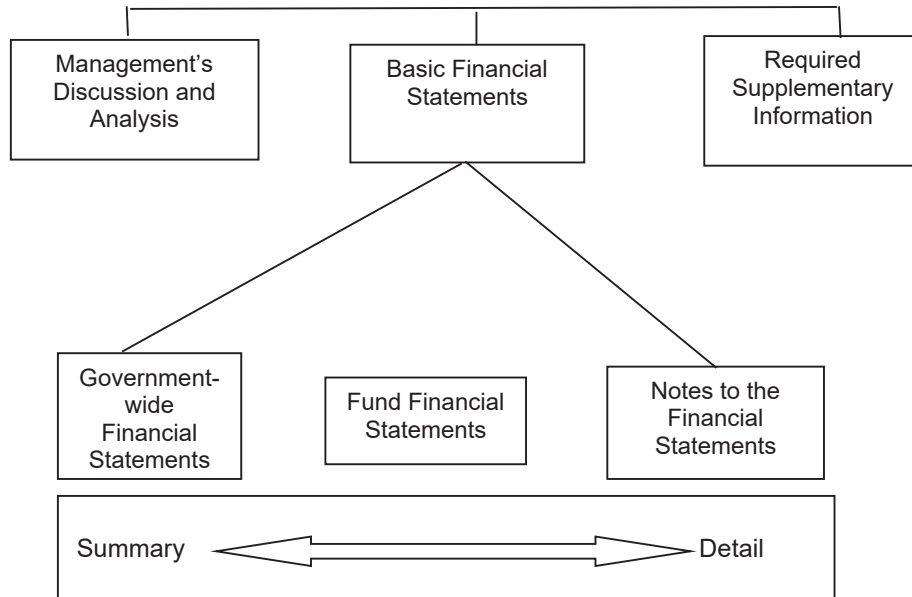 Management’s
Discussion and
Analysis
Basic Financial
Statements
Required
Supplementary
Information
Government-
wide
Financial
Statements
Fund Financial
Statements
Notes to the
Financial
Statements
Summary
Detail